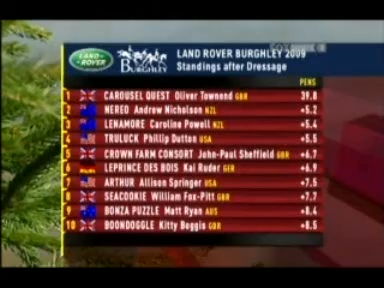 LAND ROVER
BURGHLEY
LAND ROVER BURGHLEY 2009
Standings after Dressage
PENS
1 CAROUSEL QUEST Oliver Townend GBR 39.8
2 NEREO Andrew Nicholson NZL +5.2
3 LENAMORE Caroline Powell NZL +5.4
4 TRULUCK Phillip Dutton USA +5.5
5 CROWN FARM CONSORT John-Paul Sheffield GBR +6.7
6 LEPRINCE DES BOIS Kai Ruder GER +6.9
7 ARTHUR Allison Springer USA +7.5
8 SEACOOKIE William Fox-Pitt GBR +7.7
9 BONZA PUZZLE Matt Ryan AUS +8.4
10 BOONDOGGLE Kitty Boggis GBR +8.5